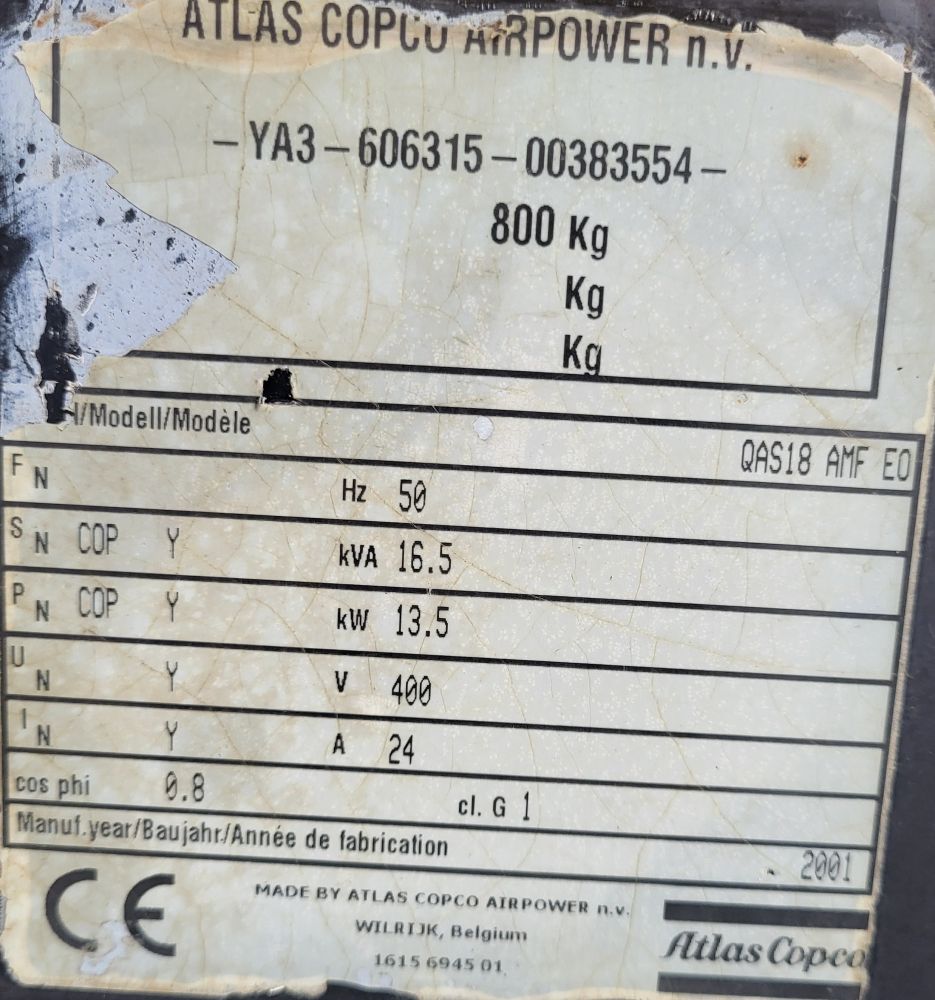 ATLAS COPCO AIRPOWER n.v.
-YA3-606315-00383554-
800 Kg
Kg
Kg
l/Modell/Modèle
QAS18 AMF EO
F N Hz 50
S N COP Y kVA 16.5
P N COP Y kW 13.5
U N Y V 400
I N Y A 24
cos phi 0.8 cl. G 1
Manuf.year/Baujahr/Année de fabrication
2001
CE
MADE BY ATLAS COPCO AIRPOWER n.v.
WILRIJK, Belgium
1615 6945 01
Atlas Copco